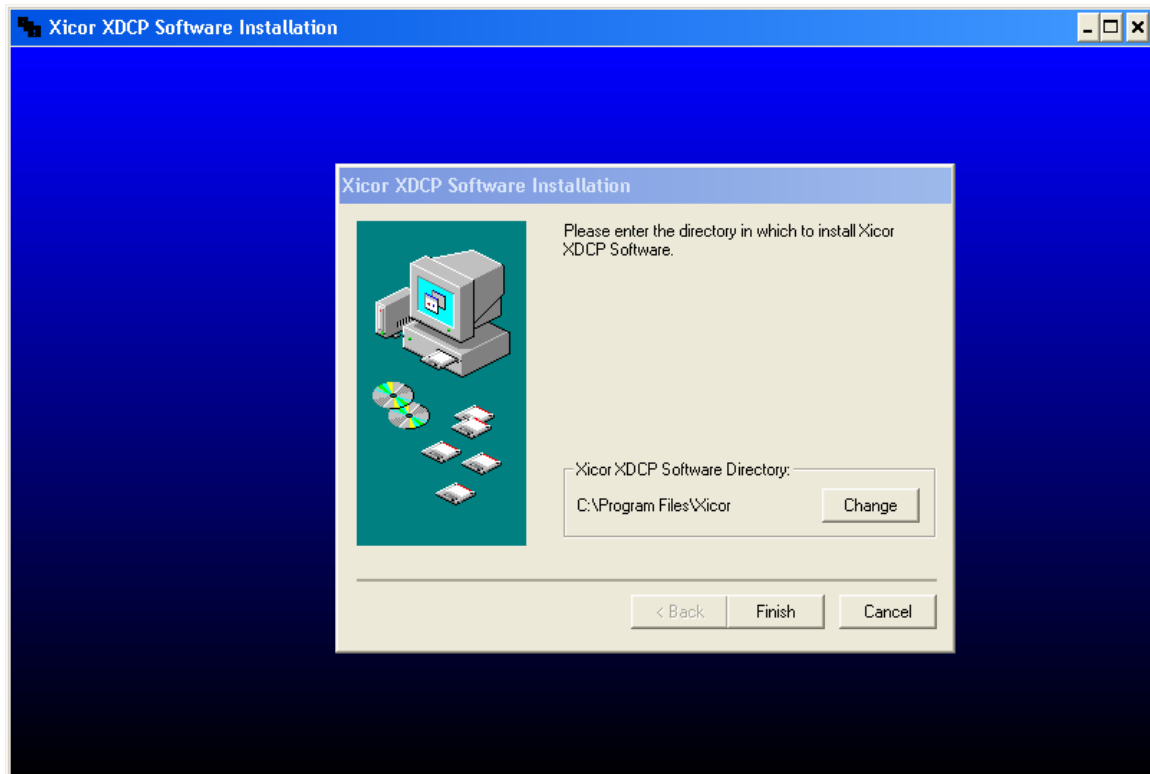 Xicor XDCP Software Installation
Xicor XDCP Software Installation
Please enter the directory in which to install Xicor
XDCP Software.
Xicor XDCP Software Directory:
C:\Program Files\Xicor
Change
< Back
Finish
Cancel